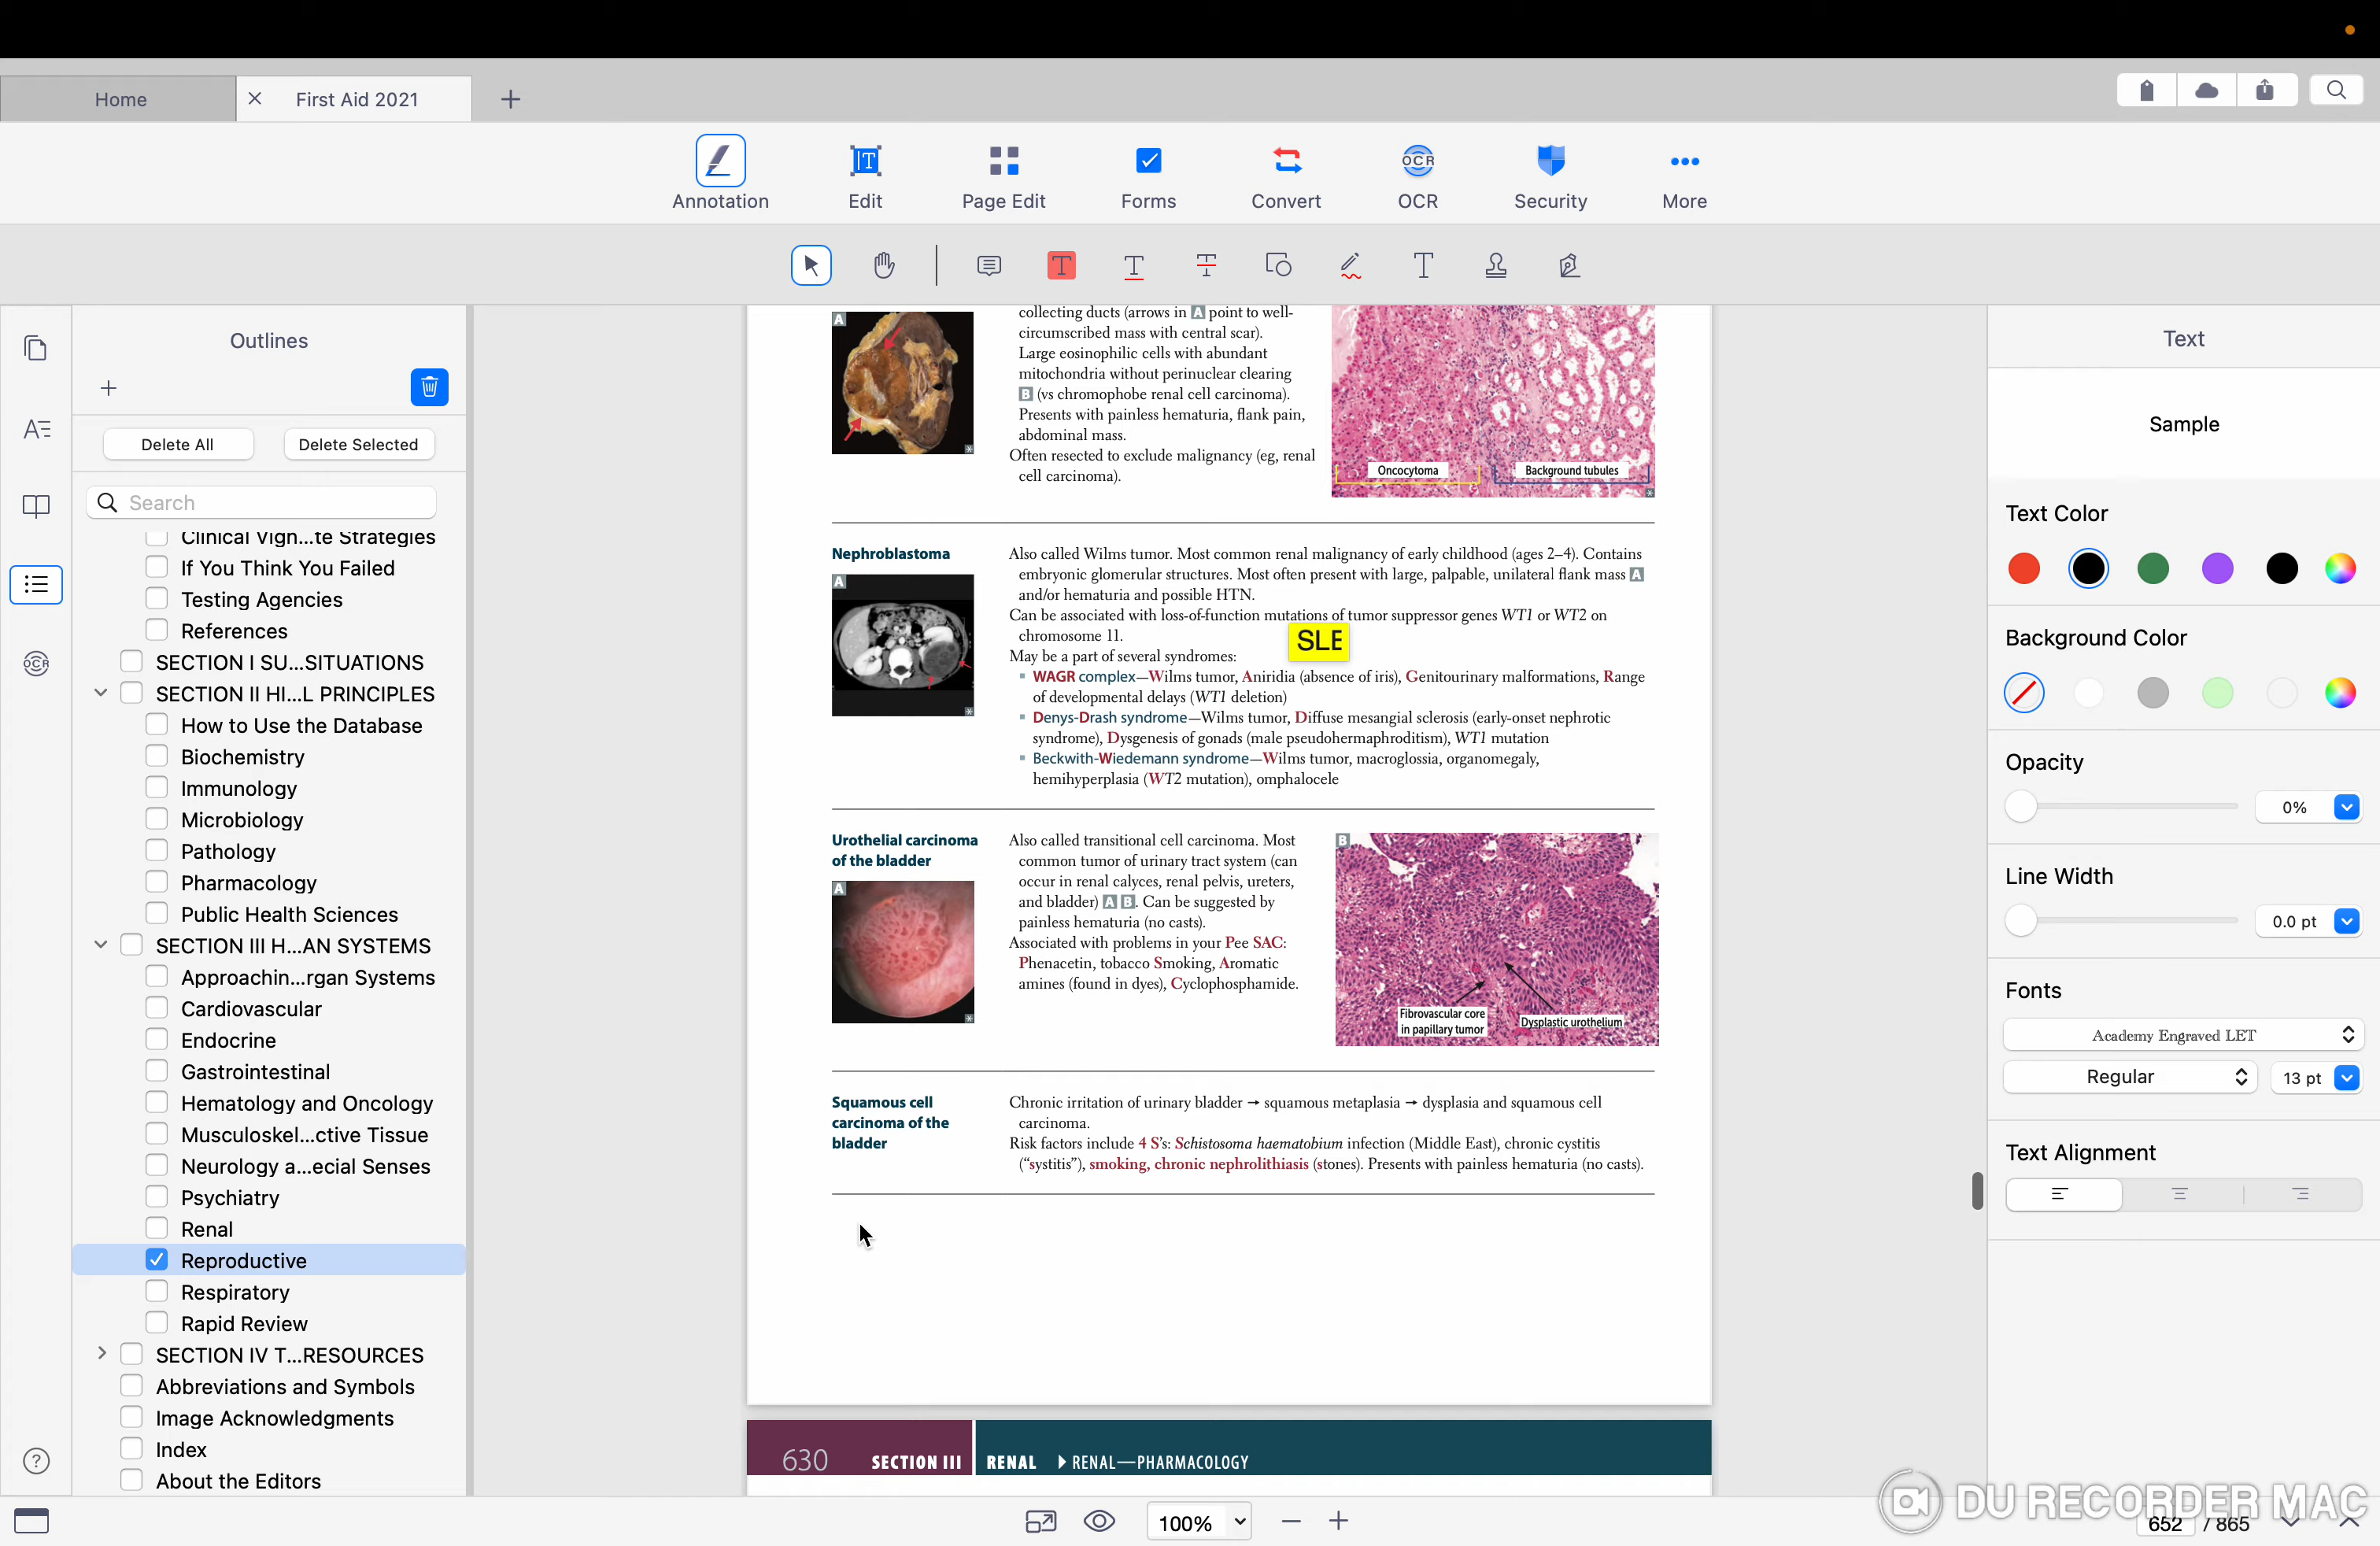 Home
First Aid 2021
Annotation
Edit
Page Edit
Forms
Convert
OCR
OCR
Security
More
Outlines
Delete All
Delete Selected
Search
Clinical Vign...te Strategies
If You Think You Failed
Testing Agencies
References
SECTION I SU...SITUATIONS
SECTION II HI...L PRINCIPLES
How to Use the Database
Biochemistry
Immunology
Microbiology
Pathology
Pharmacology
Public Health Sciences
SECTION III H...AN SYSTEMS
Approachin...rgan Systems
Cardiovascular
Endocrine
Gastrointestinal
Hematology and Oncology
Musculoskel...ctive Tissue
Neurology a...ecial Senses
Psychiatry
Renal
Reproductive
Respiratory
Rapid Review
SECTION IV T...RESOURCES
Abbreviations and Symbols
Image Acknowledgments
Index
About the Editors
OCR
A
collecting ducts (arrows in A point to well-
circumscribed mass with central scar).
Large eosinophilic cells with abundant
mitochondria without perinuclear clearing
B (vs chromophobe renal cell carcinoma).
Presents with painless hematuria, flank pain,
abdominal mass.
Often resected to exclude malignancy (eg, renal
cell carcinoma).
Oncocytoma
Background tubules
Nephroblastoma
A
Also called Wilms tumor. Most common renal malignancy of early childhood (ages 2–4). Contains
embryonic glomerular structures. Most often present with large, palpable, unilateral flank mass A
and/or hematuria and possible HTN.
Can be associated with loss-of-function mutations of tumor suppressor genes WT1 or WT2 on
chromosome 11.
SLE
May be a part of several syndromes:
▪ WAGR complex—Wilms tumor, Aniridia (absence of iris), Genitourinary malformations, Range
of developmental delays (WT1 deletion)
▪ Denys-Drash syndrome—Wilms tumor, Diffuse mesangial sclerosis (early-onset nephrotic
syndrome), Dysgenesis of gonads (male pseudohermaphroditism), WT1 mutation
▪ Beckwith-Wiedemann syndrome—Wilms tumor, macroglossia, organomegaly,
hemihyperplasia (WT2 mutation), omphalocele
Urothelial carcinoma
of the bladder
A
Also called transitional cell carcinoma. Most
common tumor of urinary tract system (can
occur in renal calyces, renal pelvis, ureters,
and bladder) A B. Can be suggested by
painless hematuria (no casts).
Associated with problems in your Pee SAC:
Phenacetin, tobacco Smoking, Aromatic
amines (found in dyes), Cyclophosphamide.
B
Fibrovascular core
in papillary tumor
Dysplastic urothelium
Squamous cell
carcinoma of the
bladder
Chronic irritation of urinary bladder → squamous metaplasia → dysplasia and squamous cell
carcinoma.
Risk factors include 4 S's: Schistosoma haematobium infection (Middle East), chronic cystitis
(“systitis”), smoking, chronic nephrolithiasis (stones). Presents with painless hematuria (no casts).
630 SECTION III RENAL ▶ RENAL—PHARMACOLOGY
Text
Sample
Text Color
Background Color
Opacity
0%
Line Width
0.0 pt
Fonts
Academy Engraved LET
Regular
13 pt
Text Alignment
100%
DU RECORDER MAC
652 / 865